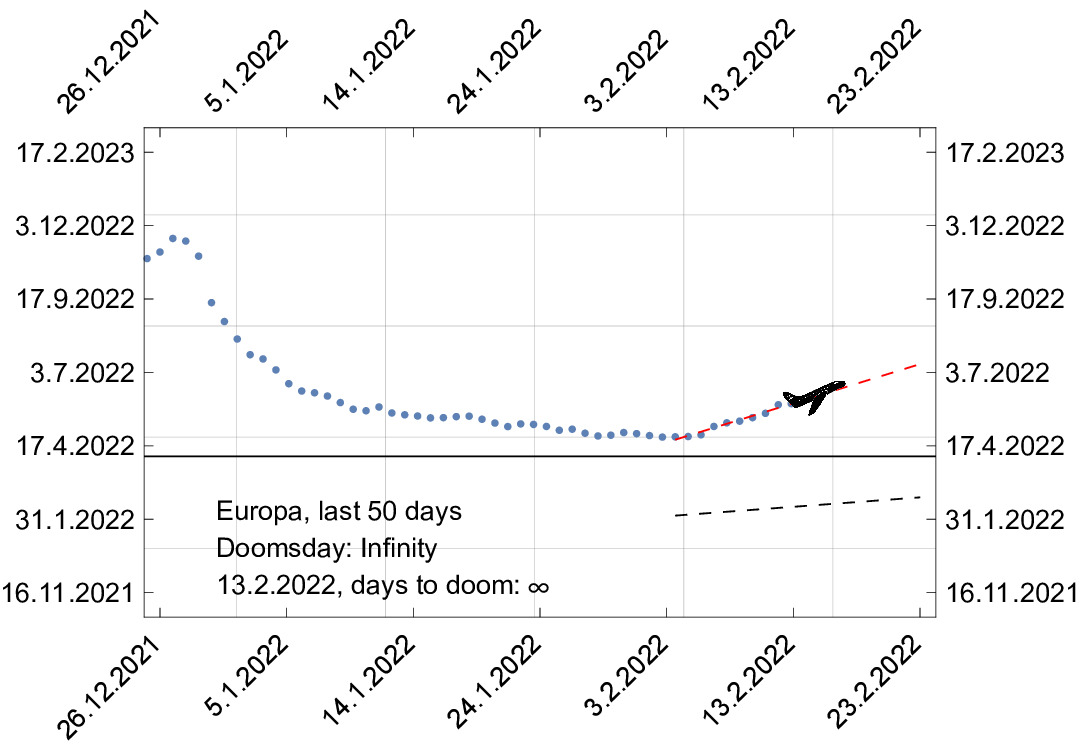 26.12.2021 5.1.2022 14.1.2022 24.1.2022 3.2.2022 13.2.2022 23.2.2022
17.2.2023 17.2.2023
3.12.2022 3.12.2022
17.9.2022 17.9.2022
3.7.2022 3.7.2022
17.4.2022 17.4.2022
Europa, last 50 days
31.1.2022 31.1.2022
Doomsday: Infinity
13.2.2022, days to doom: ∞
16.11.2021 16.11.2021
26.12.2021 5.1.2022 14.1.2022 24.1.2022 3.2.2022 13.2.2022 23.2.2022